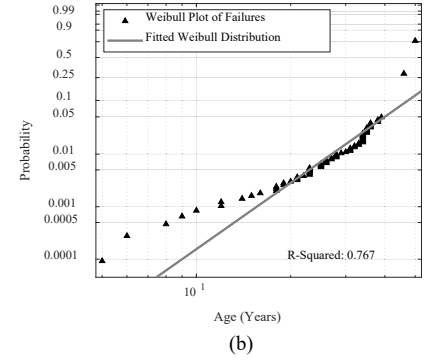 0.99
0.9
0.5
0.25
0.1
0.05
0.01
0.005
0.001
0.0005
0.0001
Probability
Weibull Plot of Failures
Fitted Weibull Distribution
R-Squared: 0.767
10 1
Age (Years)
(b)